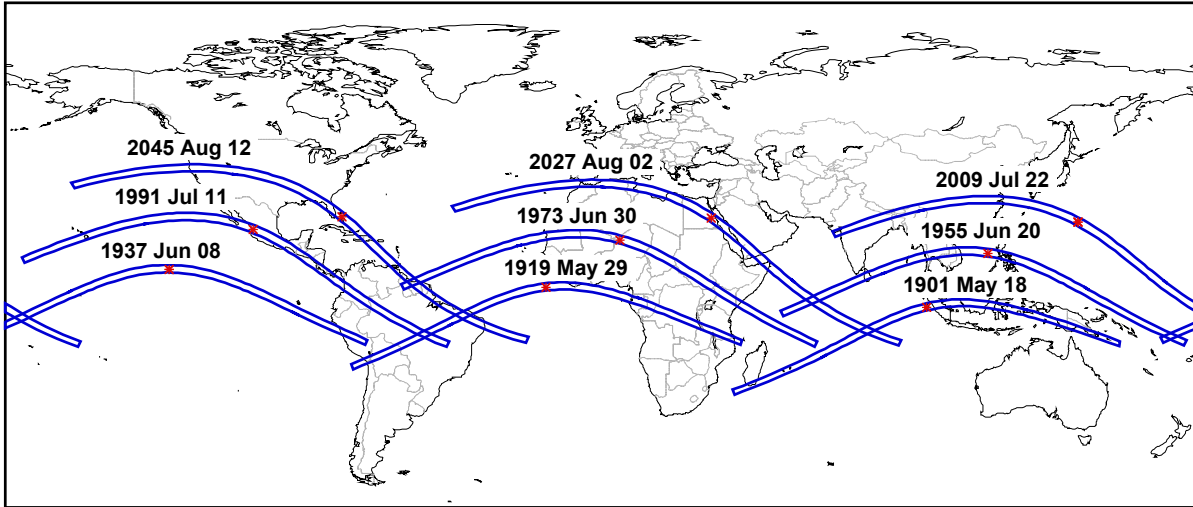 2045 Aug 12
2027 Aug 02
2009 Jul 22
1991 Jul 11
1973 Jun 30
1955 Jun 20
1937 Jun 08
1919 May 29
1901 May 18